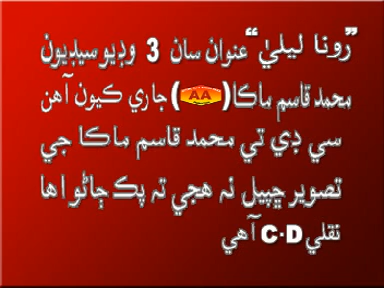 ”رونا ليليٰ“ عنوان سان 3 وڊيو سيڊيون
محمد قاسم ماڪا (AA) جاري ڪيون آهن
سي ڊي تي محمد قاسم ماڪا جي
تصوير ڇپيل نه هجي ته پڪ ڄاڻو اها
نقلي C.D آهي